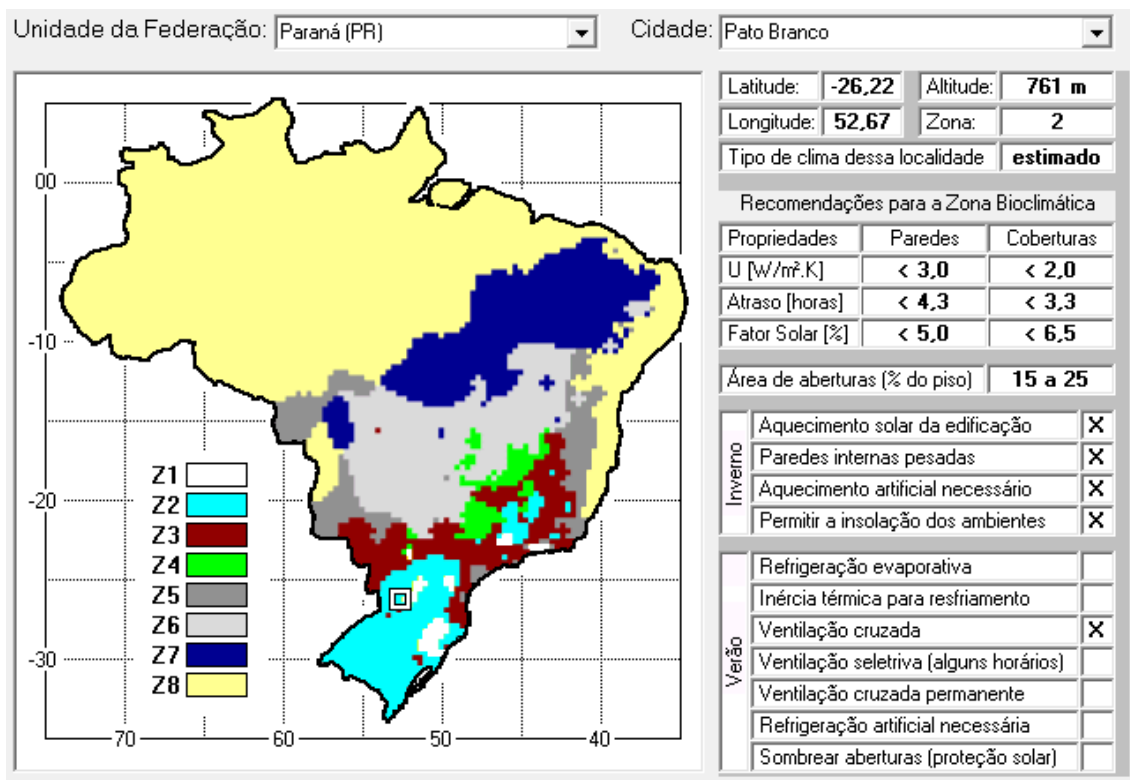 Unidade da Federação: Paraná (PR) Cidade: Pato Branco
Latitude: -26,22 Altitude: 761 m
Longitude: 52,67 Zona: 2
Tipo de clima dessa localidade estimado
Recomendações para a Zona Bioclimática
Propriedades Paredes Coberturas
U [W/m².K] < 3,0 < 2,0
Atraso [horas] < 4,3 < 3,3
Fator Solar [%] < 5,0 < 6,5
Área de aberturas (% do piso) 15 a 25
Inverno
Aquecimento solar da edificação X
Paredes internas pesadas X
Aquecimento artificial necessário X
Permitir a insolação dos ambientes X
Verão
Refrigeração evaporativa
Inércia térmica para resfriamento
Ventilação cruzada X
Ventilação seletriva (alguns horários)
Ventilação cruzada permanente
Refrigeração artificial necessária
Sombrear aberturas (proteção solar)
00
-10
-20
-30
-70 -60 -50 -40
Z1
Z2
Z3
Z4
Z5
Z6
Z7
Z8